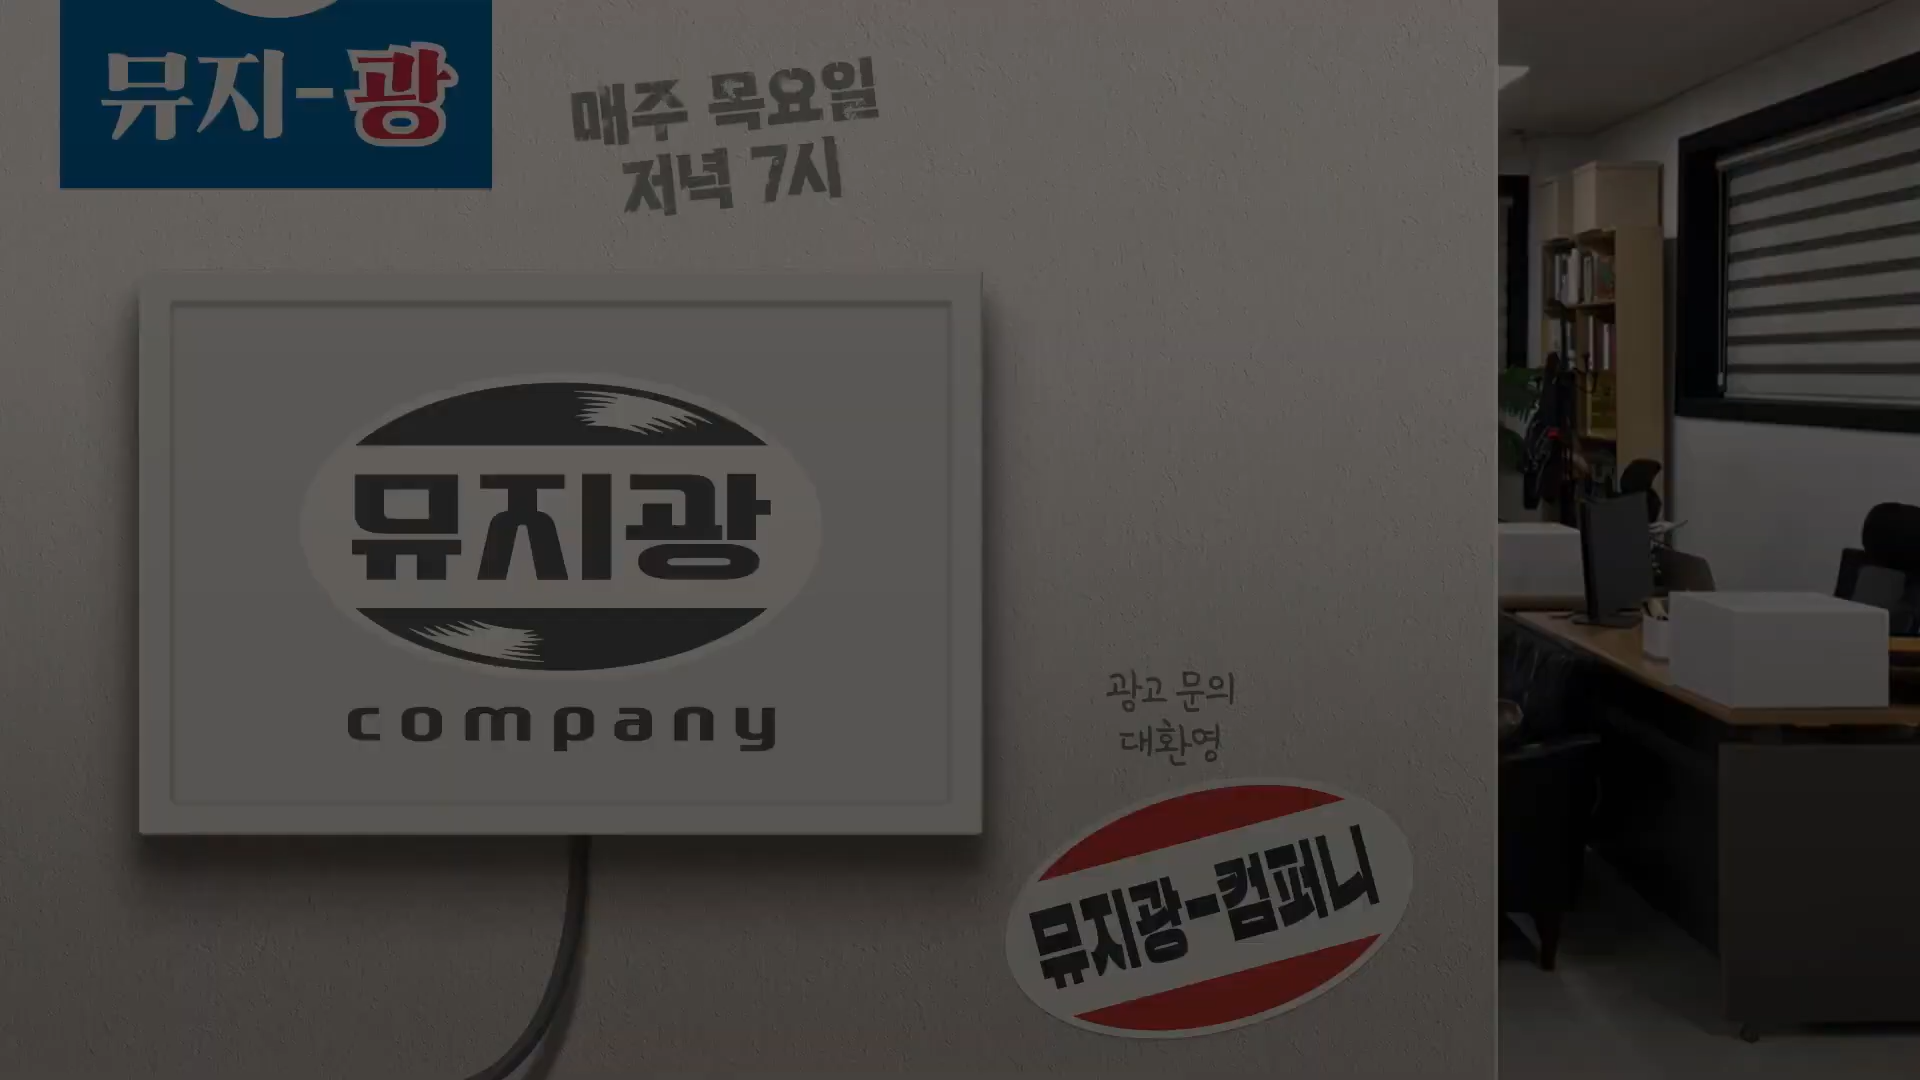 뮤지-광
매주 목요일
저녁 7시
뮤지광
company
광고 문의
대환영
뮤지광-컴퍼니